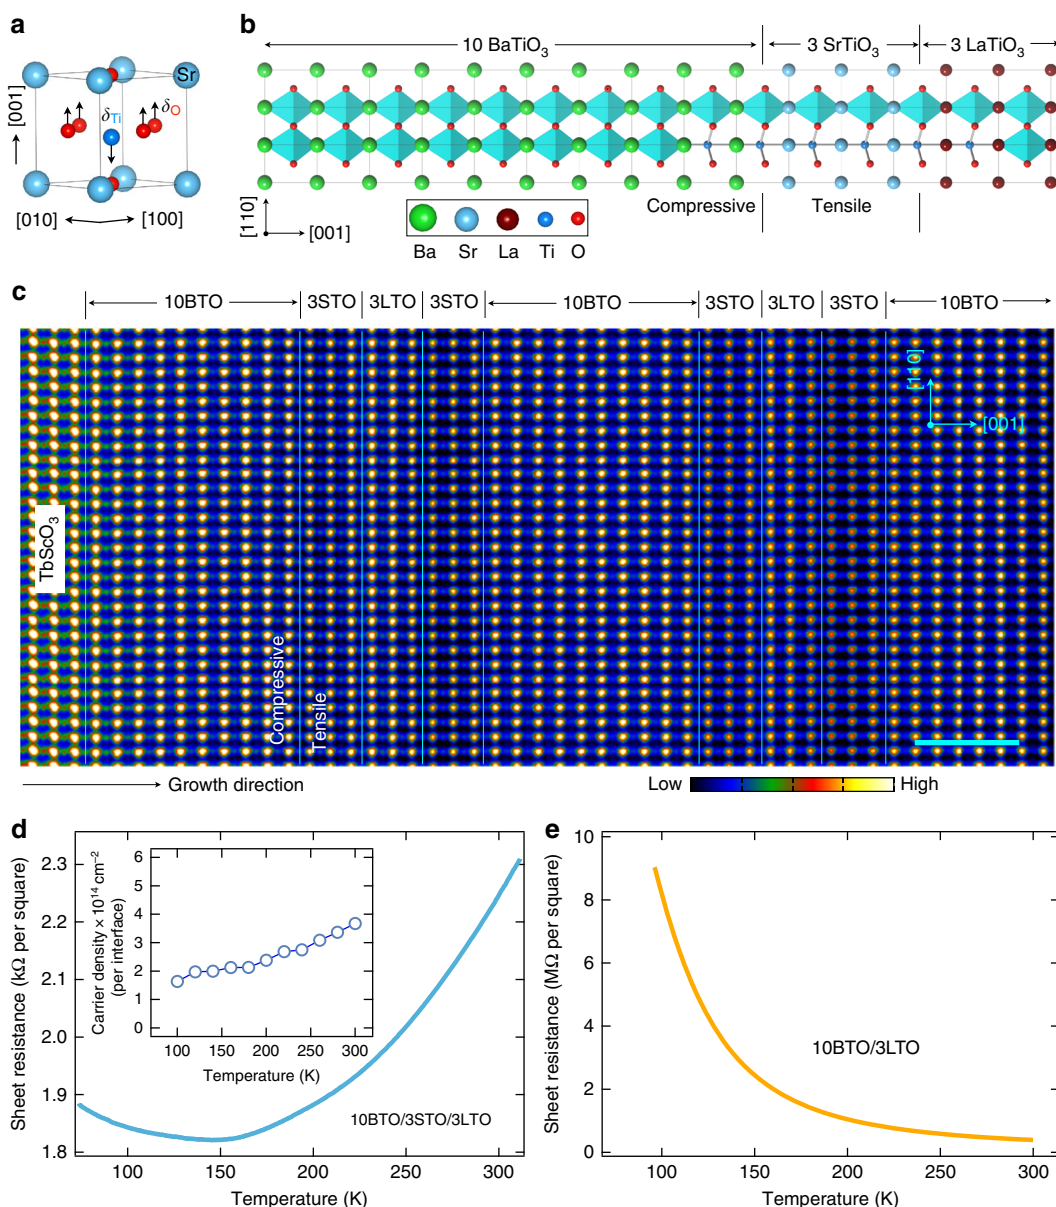 a
Sr
[001]
δTi
δO
[010]
[100]
b
10 BaTiO3
3 SrTiO3
3 LaTiO3
[110]
[001]
Compressive
Tensile
Ba
Sr
La
Ti
O
c
10BTO
3STO
3LTO
3STO
10BTO
3STO
3LTO
3STO
10BTO
[110]
[001]
TbScO3
Compressive
Tensile
Growth direction
Low
High
d
Sheet resistance (kΩ per square)
2.3
2.2
2.1
2.0
1.9
1.8
100
150
200
250
300
Temperature (K)
10BTO/3STO/3LTO
Carrier density × 10^14 cm^−2
(per interface)
6
5
4
3
2
1
0
100
150
200
250
300
Temperature (K)
e
Sheet resistance (MΩ per square)
10
8
6
4
2
0
100
150
200
250
300
Temperature (K)
10BTO/3LTO